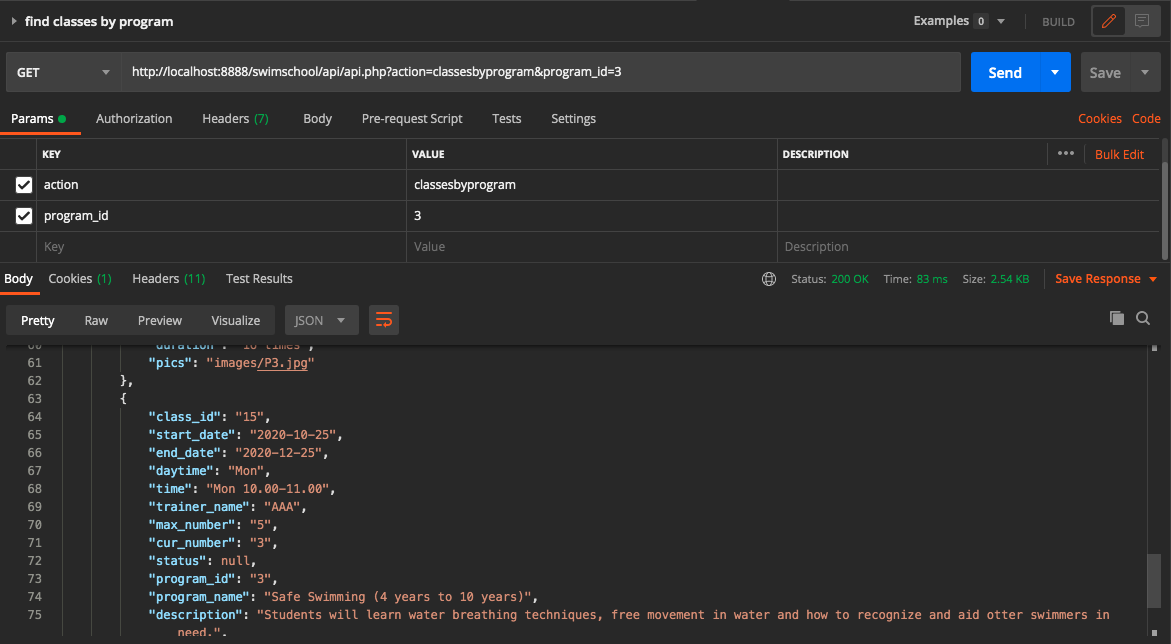 find classes by program Examples 0 BUILD
GET http://localhost:8888/swimschool/api/api.php?action=classesbyprogram&program_id=3 Send Save
Params Authorization Headers (7) Body Pre-request Script Tests Settings Cookies Code
KEY VALUE DESCRIPTION ••• Bulk Edit
action classesbyprogram
program_id 3
Key Value Description
Body Cookies (1) Headers (11) Test Results Status: 200 OK Time: 83 ms Size: 2.54 KB Save Response
Pretty Raw Preview Visualize JSON
60 "duration": "10 times",
61 "pics": "images/P3.jpg"
62 },
63 {
64 "class_id": "15",
65 "start_date": "2020-10-25",
66 "end_date": "2020-12-25",
67 "daytime": "Mon",
68 "time": "Mon 10.00-11.00",
69 "trainer_name": "AAA",
70 "max_number": "5",
71 "cur_number": "3",
72 "status": null,
73 "program_id": "3",
74 "program_name": "Safe Swimming (4 years to 10 years)",
75 "description": "Students will learn water breathing techniques, free movement in water and how to recognize and aid otter swimmers in
need.",